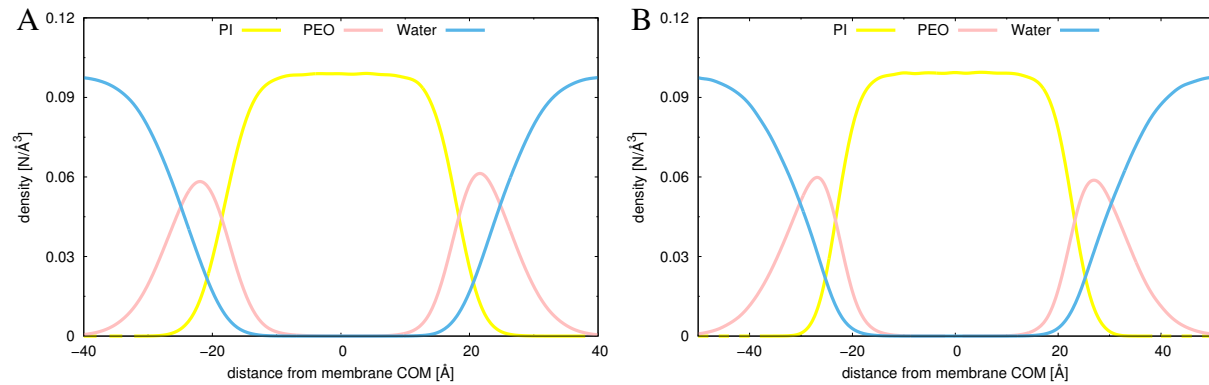 A
PI PEO Water
density [N/Å³]
0.12
0.09
0.06
0.03
0
−40 −20 0 20 40
distance from membrane COM [Å]
B
PI PEO Water
density [N/Å³]
0.12
0.09
0.06
0.03
0
−40 −20 0 20 40
distance from membrane COM [Å]